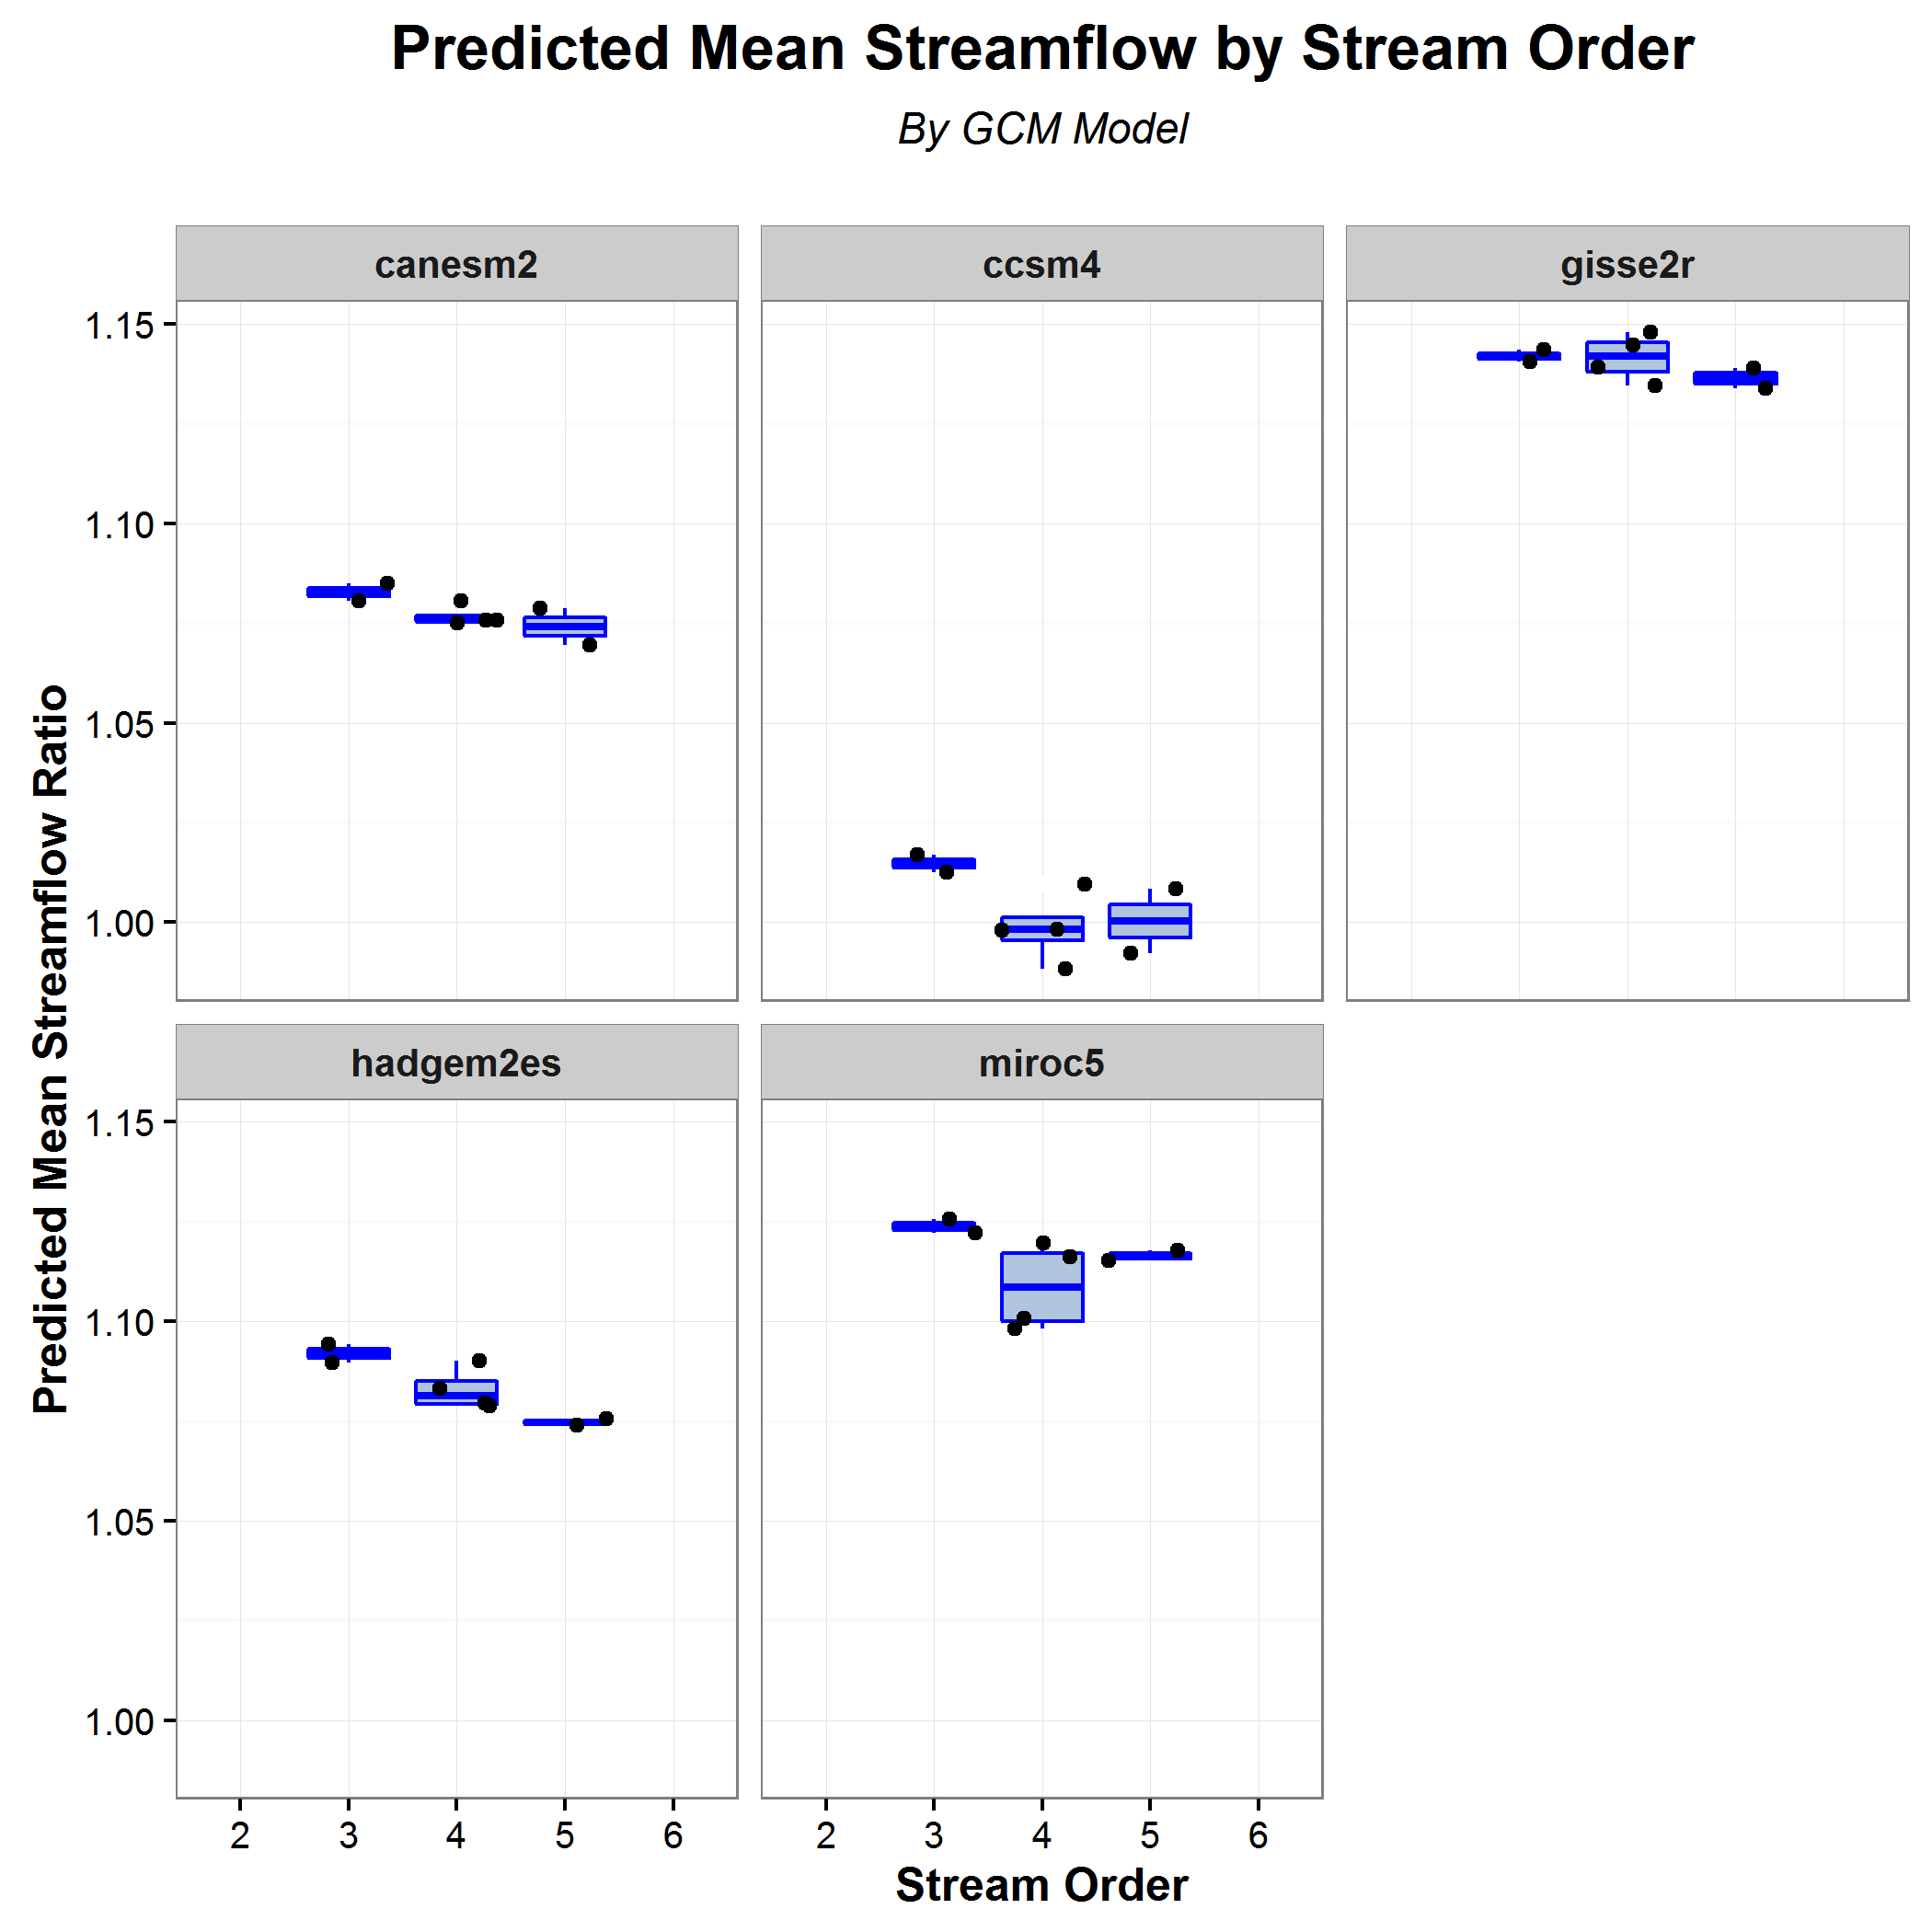 Predicted Mean Streamflow by Stream Order
By GCM Model
canesm2
ccsm4
gisse2r
1.15
1.10
1.05
1.00
hadgem2es
miroc5
1.15
1.10
1.05
1.00
Predicted Mean Streamflow Ratio
2 3 4 5 6
2 3 4 5 6
Stream Order